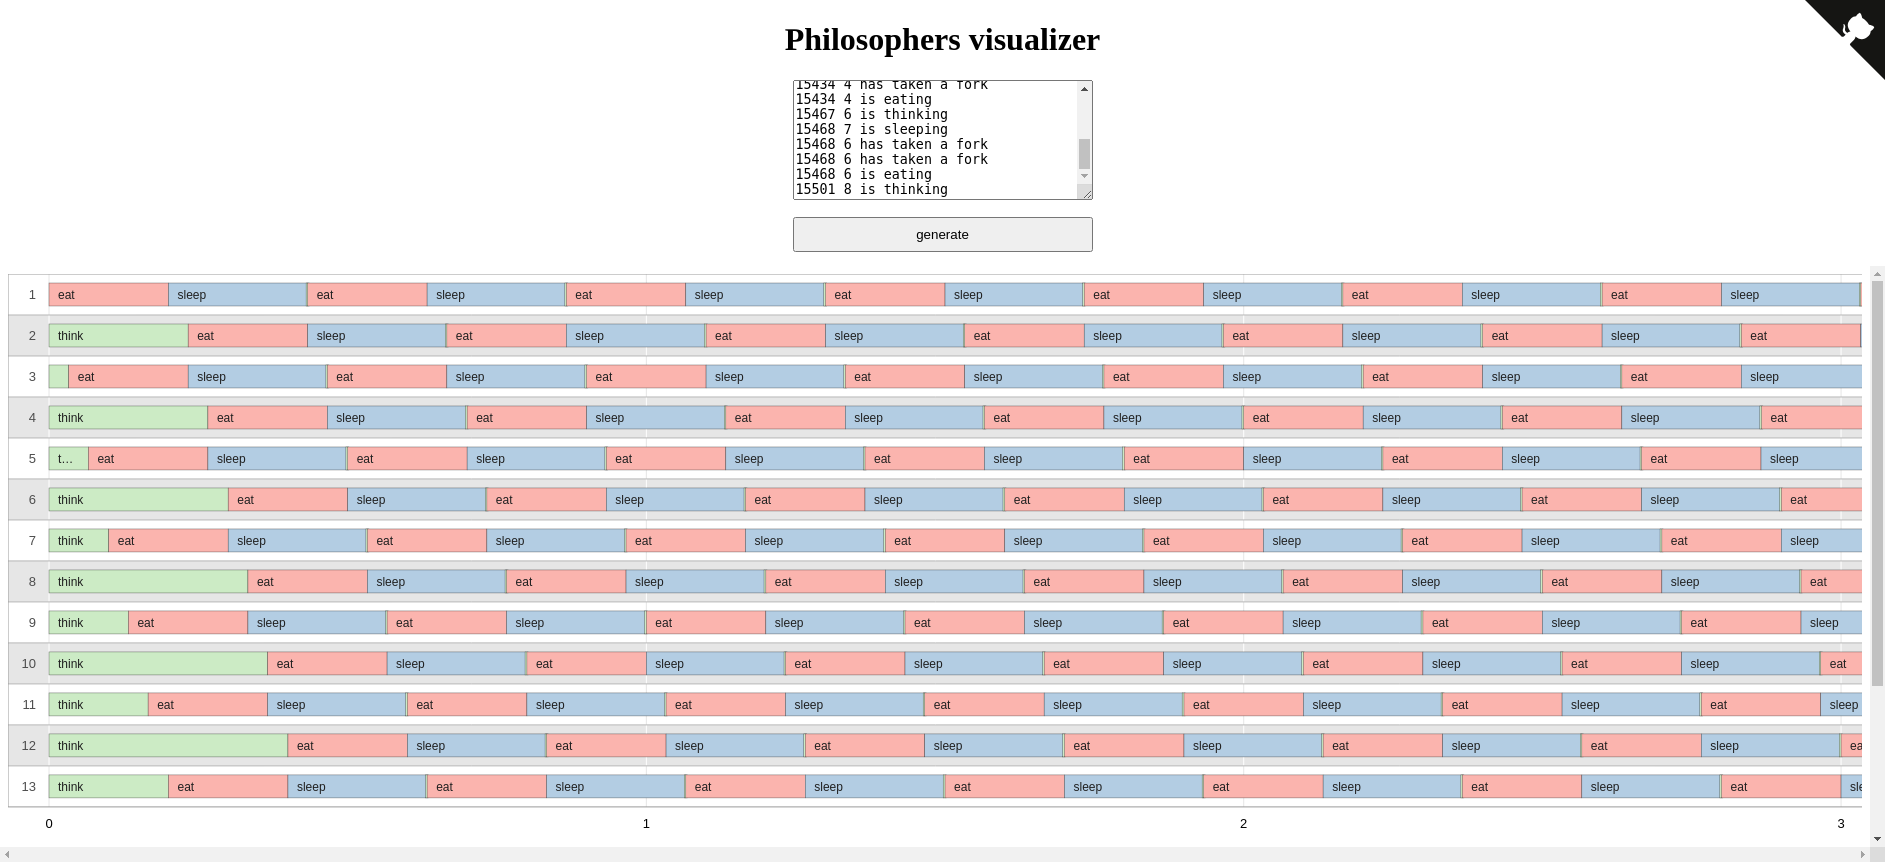 Philosophers visualizer
15434 4 has taken a fork
15434 4 is eating
15467 6 is thinking
15468 7 is sleeping
15468 6 has taken a fork
15468 6 has taken a fork
15468 6 is eating
15501 8 is thinking
generate
1 eat sleep eat sleep eat sleep eat sleep eat sleep eat sleep eat sleep
2 think eat sleep eat sleep eat sleep eat sleep eat sleep eat sleep eat
3 eat sleep eat sleep eat sleep eat sleep eat sleep eat sleep eat sleep
4 think eat sleep eat sleep eat sleep eat sleep eat sleep eat sleep eat
5 t... eat sleep eat sleep eat sleep eat sleep eat sleep eat sleep eat sleep
6 think eat sleep eat sleep eat sleep eat sleep eat sleep eat sleep eat
7 think eat sleep eat sleep eat sleep eat sleep eat sleep eat sleep eat sleep
8 think eat sleep eat sleep eat sleep eat sleep eat sleep eat sleep eat
9 think eat sleep eat sleep eat sleep eat sleep eat sleep eat sleep eat sleep
10 think eat sleep eat sleep eat sleep eat sleep eat sleep eat sleep eat
11 think eat sleep eat sleep eat sleep eat sleep eat sleep eat sleep eat sleep
12 think eat sleep eat sleep eat sleep eat sleep eat sleep eat sleep ea
13 think eat sleep eat sleep eat sleep eat sleep eat sleep eat sleep eat sle
0 1 2 3